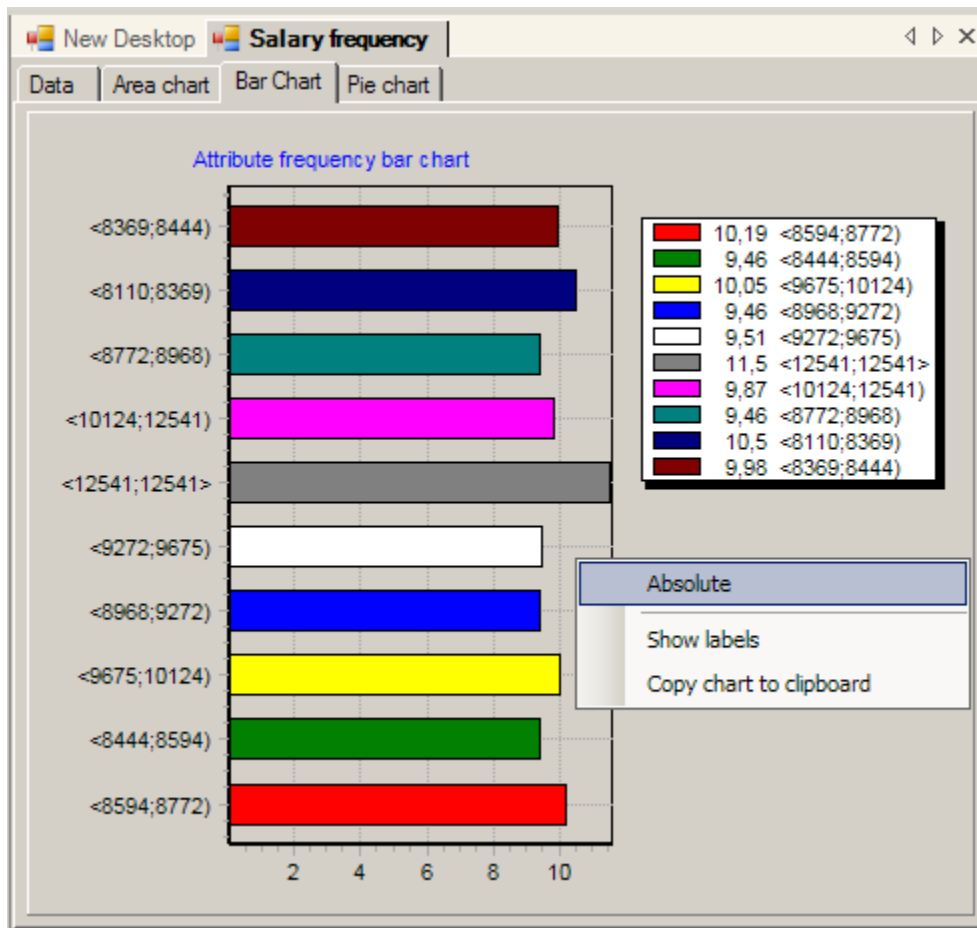 New Desktop Salary frequency
Data Area chart Bar Chart Pie chart
Attribute frequency bar chart
<8369;8444)
<8110;8369)
<8772;8968)
<10124;12541)
<12541;12541>
<9272;9675)
<8968;9272)
<9675;10124)
<8444;8594)
<8594;8772)
2 4 6 8 10
10,19 <8594;8772)
9,46 <8444;8594)
10,05 <9675;10124)
9,46 <8968;9272)
9,51 <9272;9675)
11,5 <12541;12541>
9,87 <10124;12541)
9,46 <8772;8968)
10,5 <8110;8369)
9,98 <8369;8444)
Absolute
Show labels
Copy chart to clipboard